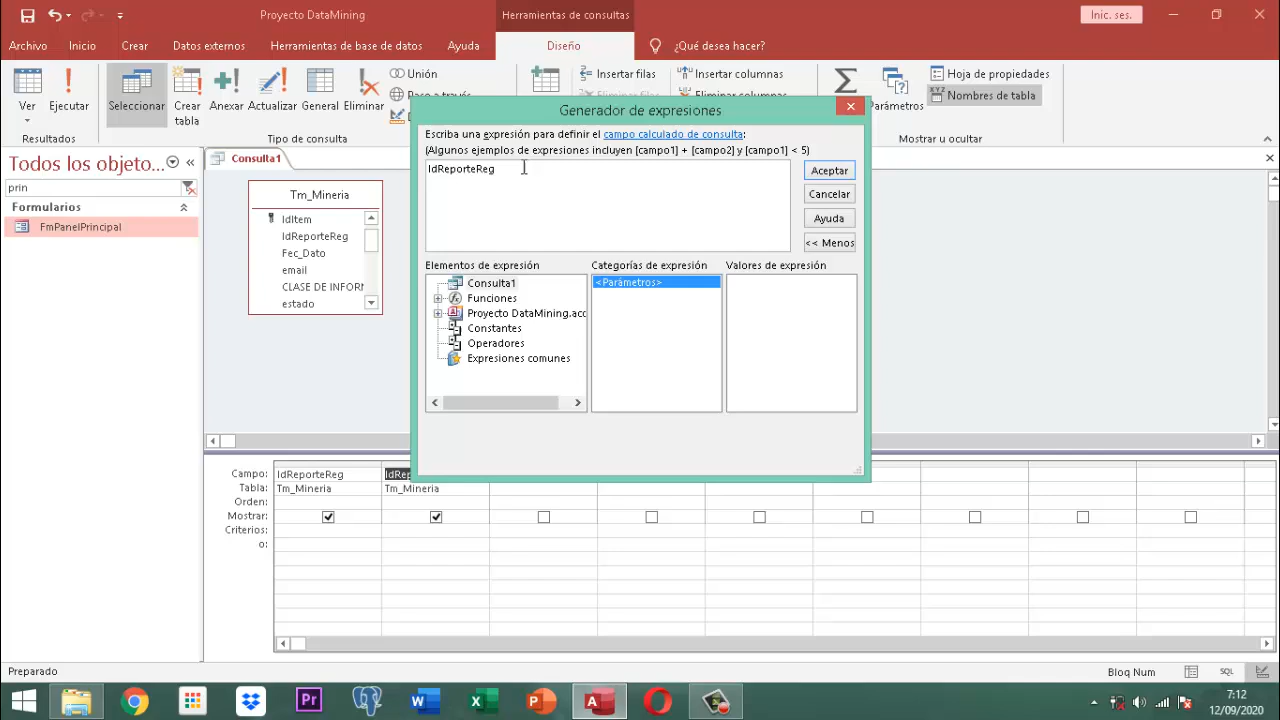 Proyecto DataMining
Herramientas de consultas
Inic. ses.
Archivo
Inicio
Crear
Datos externos
Herramientas de base de datos
Ayuda
Diseño
¿Qué desea hacer?
Ver
Ejecutar
Seleccionar
Crear
tabla
Anexar
Actualizar
General
Eliminar
Unión
Insertar filas
Insertar columnas
Eliminar columnas
Parámetros
Hoja de propiedades
Nombres de tabla
Resultados
Tipo de consulta
Mostrar u ocultar
Todos los objeto...
prin
Formularios
FmPanelPrincipal
Consulta1
Tm_Mineria
IdItem
IdReporteReg
Fec_Dato
email
CLASE DE INFOR
estado
Generador de expresiones
Escriba una expresión para definir el campo calculado de consulta:
(Algunos ejemplos de expresiones incluyen [campo1] + [campo2] y [campo1] < 5)
IdReporteReg
Aceptar
Cancelar
Ayuda
<< Menos
Elementos de expresión
Categorías de expresión
Valores de expresión
Consulta1
Funciones
Proyecto DataMining.acc
Constantes
Operadores
Expresiones comunes
<Parámetros>
Campo: IdReporteReg IdRep
Tabla: Tm_Mineria Tm_Mineria
Orden:
Mostrar:
Criterios:
o:
Preparado
Bloq Num
SQL
7:12
12/09/2020